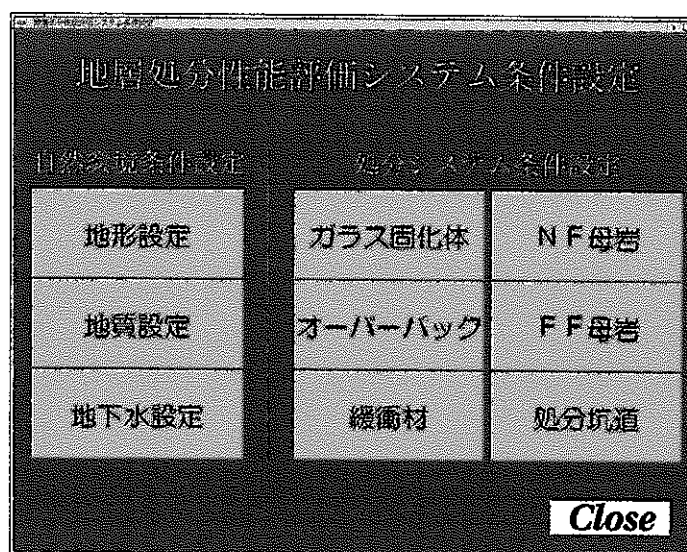 地層処分性能評価システム条件設定
自然環境条件設定
処分システム条件設定
地形設定
ガラス固化体
NF母岩
地質設定
オーバーパック
FF母岩
地下水設定
緩衝材
処分坑道
Close